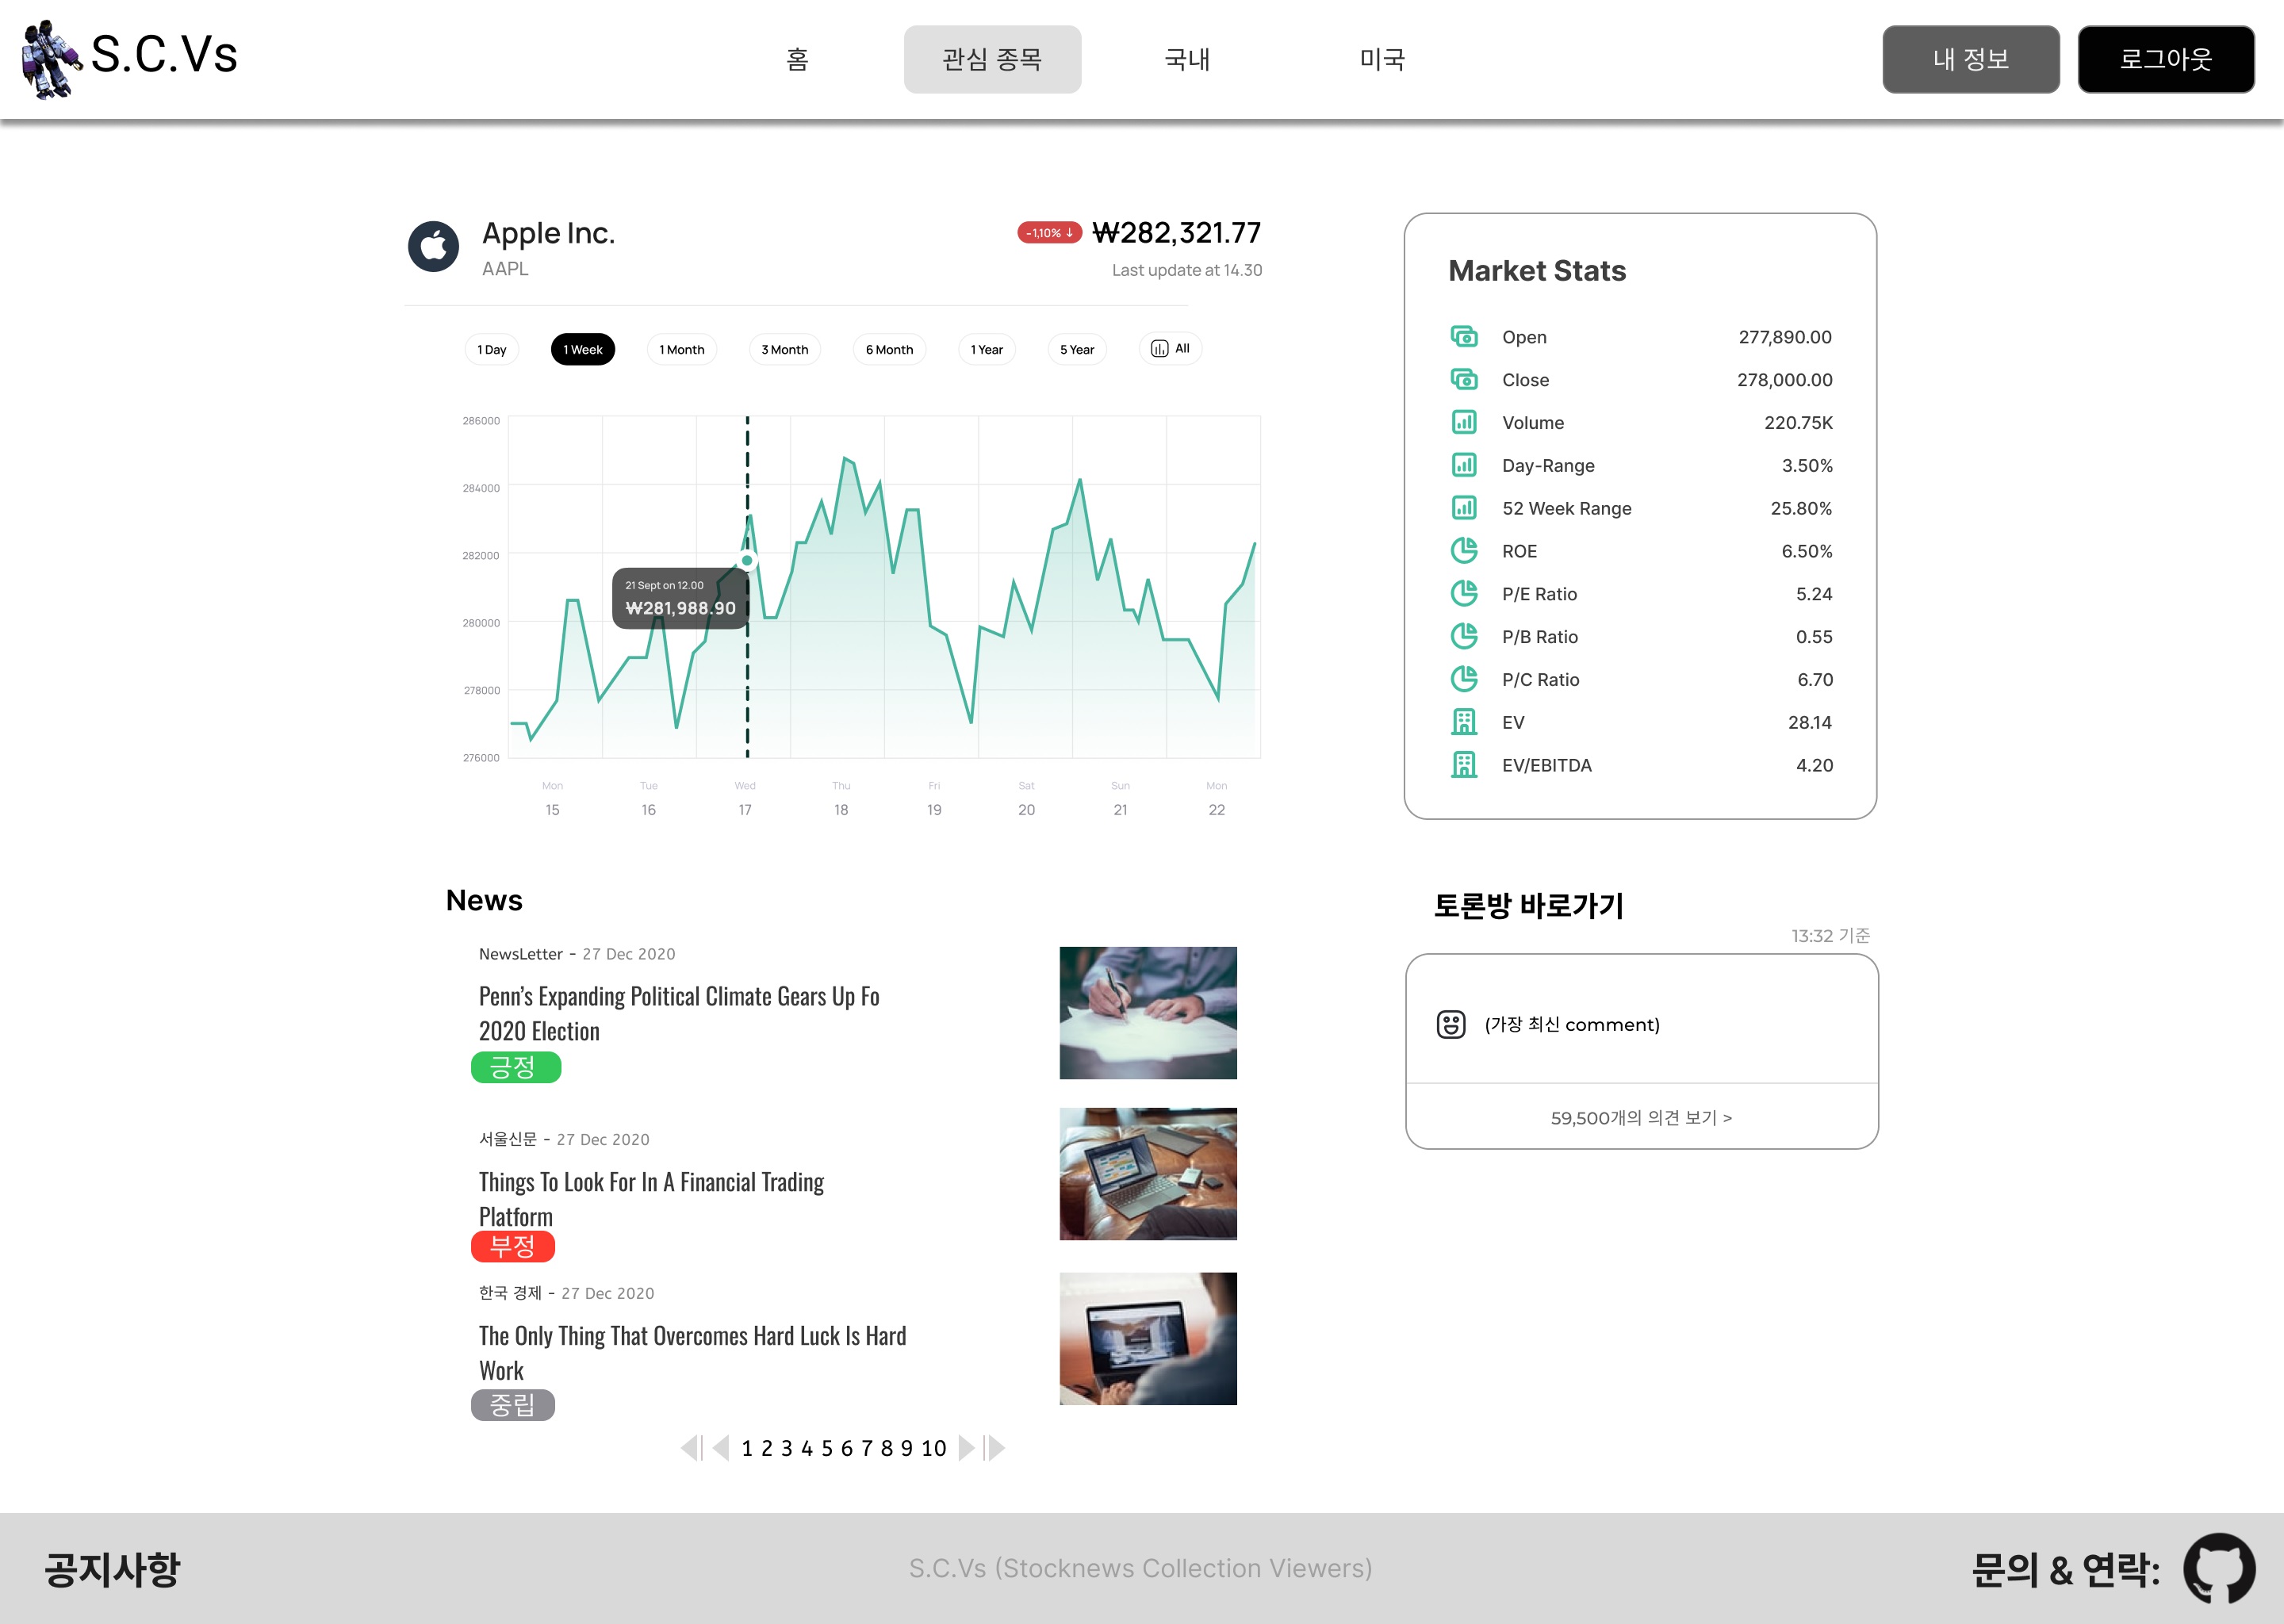 S.C.Vs
홈
관심 종목
국내
미국
내 정보
로그아웃
Apple Inc.
AAPL
-1,10% ↓
₩282,321.77
Last update at 14.30
1 Day
1 Week
1 Month
3 Month
6 Month
1 Year
5 Year
All
286000
284000
282000
280000
278000
276000
21 Sept on 12.00
₩281,988.90
Mon
Tue
Wed
Thu
Fri
Sat
Sun
Mon
15
16
17
18
19
20
21
22
Market Stats
Open 277,890.00
Close 278,000.00
Volume 220.75K
Day-Range 3.50%
52 Week Range 25.80%
ROE 6.50%
P/E Ratio 5.24
P/B Ratio 0.55
P/C Ratio 6.70
EV 28.14
EV/EBITDA 4.20
News
NewsLetter - 27 Dec 2020
Penn’s Expanding Political Climate Gears Up Fo
2020 Election
긍정
서울신문 - 27 Dec 2020
Things To Look For In A Financial Trading
Platform
부정
한국 경제 - 27 Dec 2020
The Only Thing That Overcomes Hard Luck Is Hard
Work
중립
1 2 3 4 5 6 7 8 9 10
토론방 바로가기
13:32 기준
(가장 최신 comment)
59,500개의 의견 보기 >
공지사항
S.C.Vs (Stocknews Collection Viewers)
문의 & 연락: